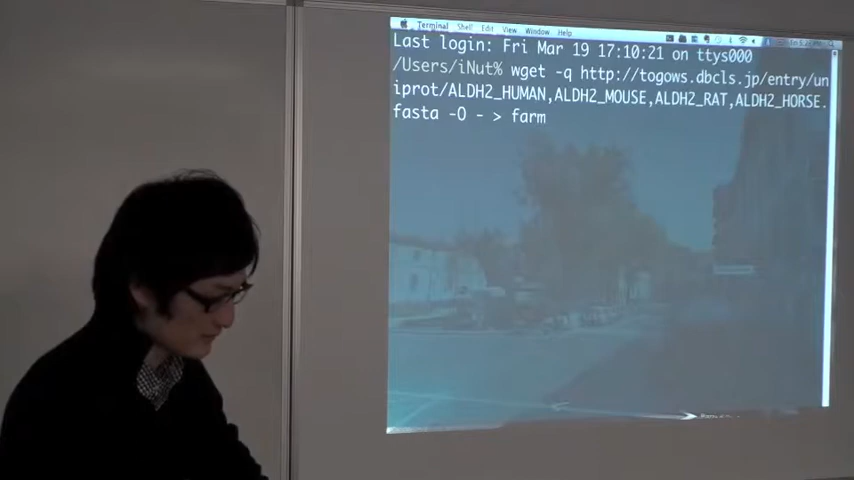 Terminal Shell Edit View Window Help
Last login: Fri Mar 19 17:10:21 on ttys000
/Users/iNut% wget -q http://togows.dbcls.jp/entry/un
iprot/ALDH2_HUMAN,ALDH2_MOUSE,ALDH2_RAT,ALDH2_HORSE.
fasta -O - > farm